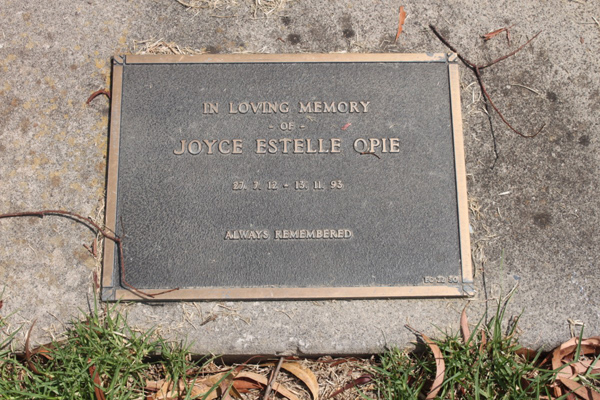 IN LOVING MEMORY
- OF -
JOYCE ESTELLE OPIE
27. 7. 12 - 13. 11. 93
ALWAYS REMEMBERED